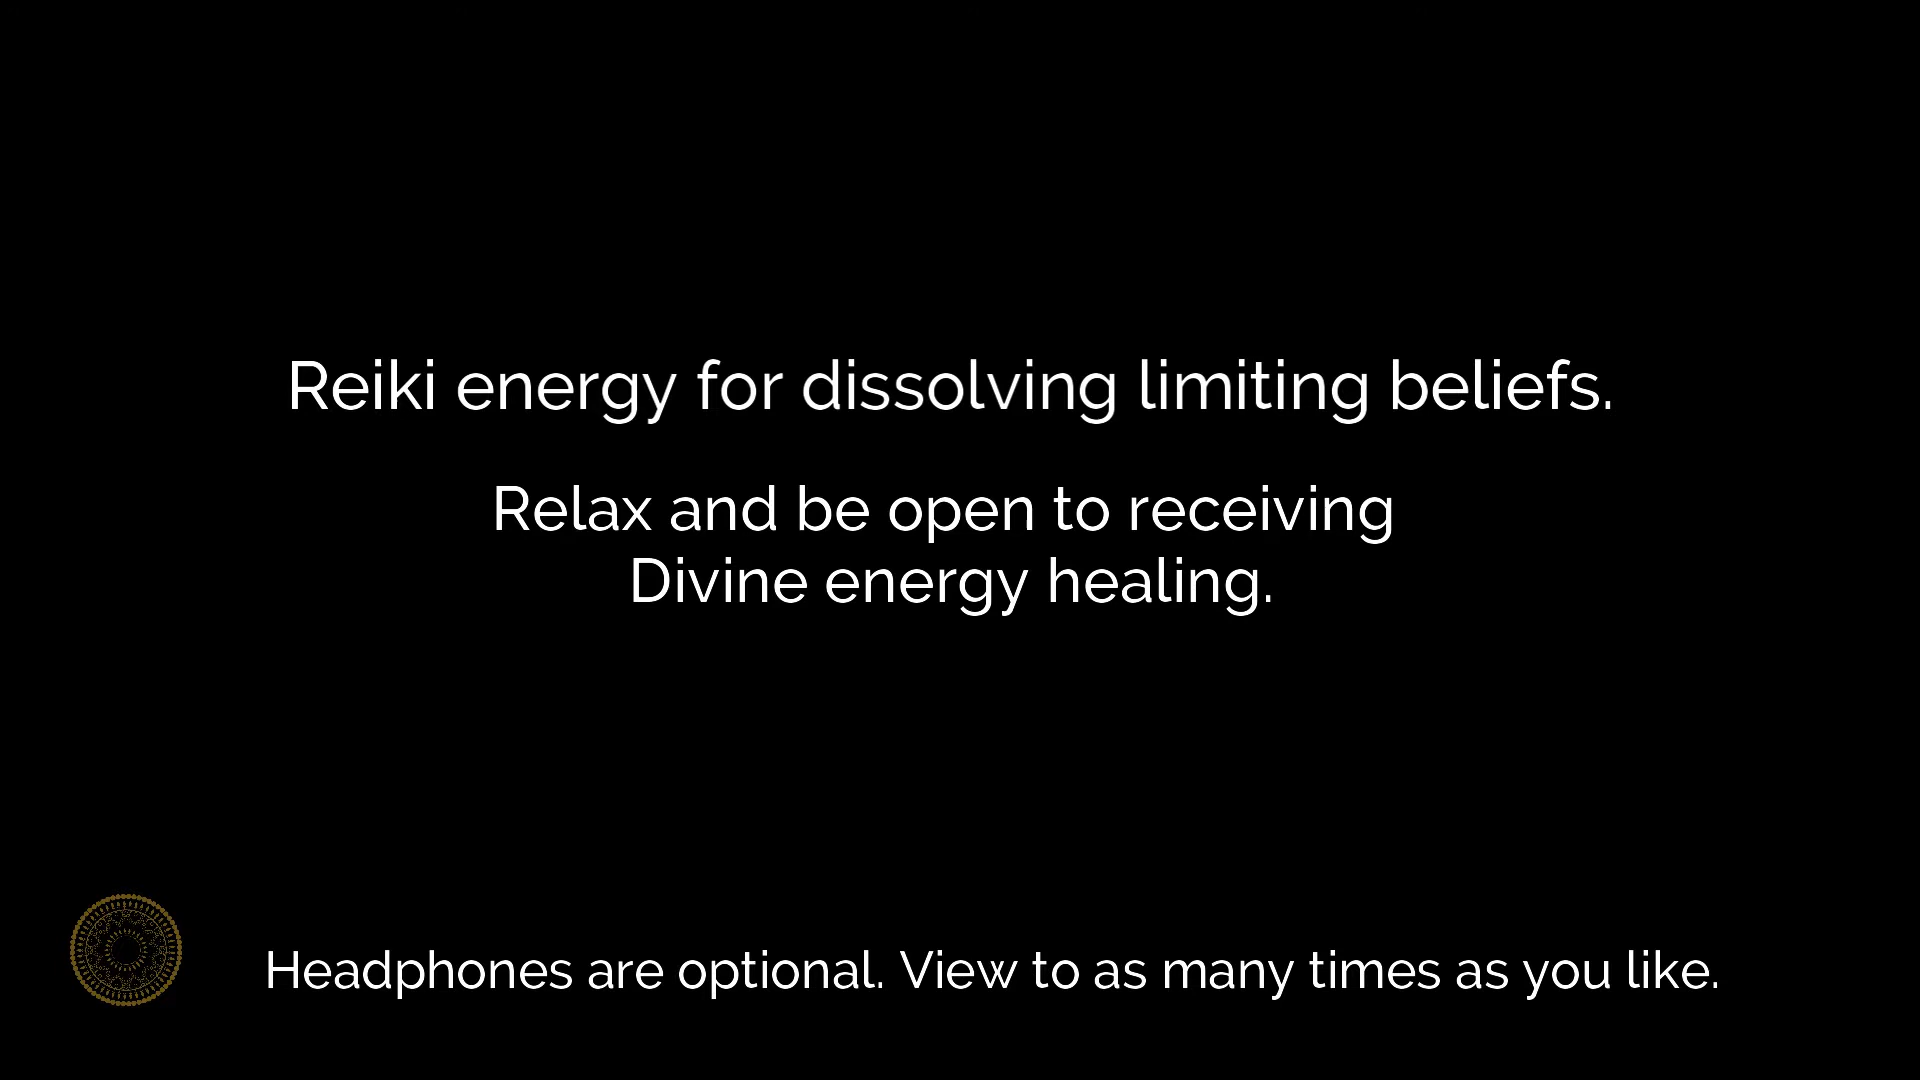 Reiki energy for dissolving limiting beliefs.
Relax and be open to receiving
Divine energy healing.
Headphones are optional. View to as many times as you like.